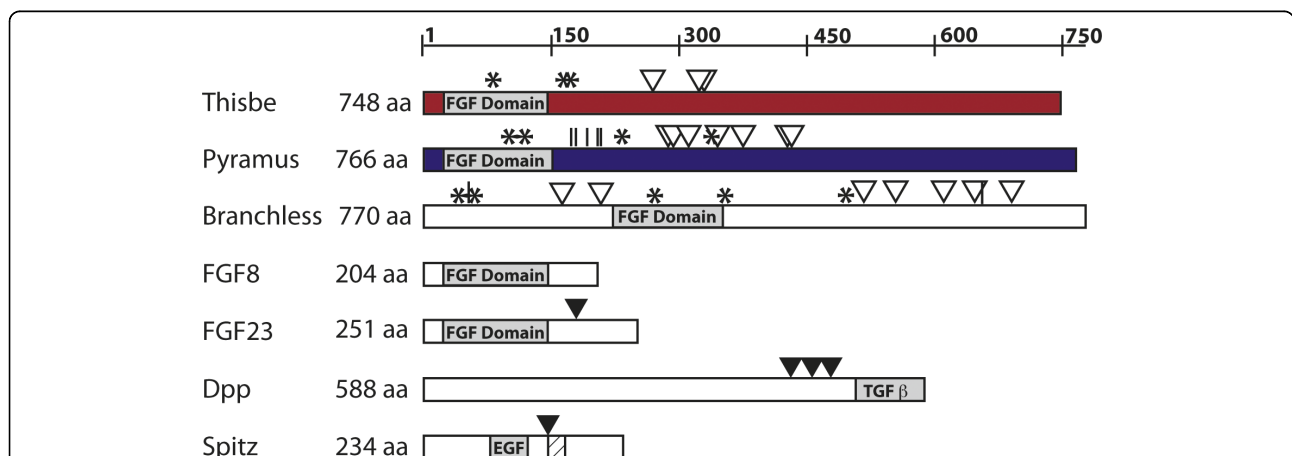 1 150 300 450 600 750
Thisbe 748 aa FGF Domain
Pyramus 766 aa FGF Domain
Branchless 770 aa FGF Domain
FGF8 204 aa FGF Domain
FGF23 251 aa FGF Domain
Dpp 588 aa TGF β
Spitz 234 aa EGF